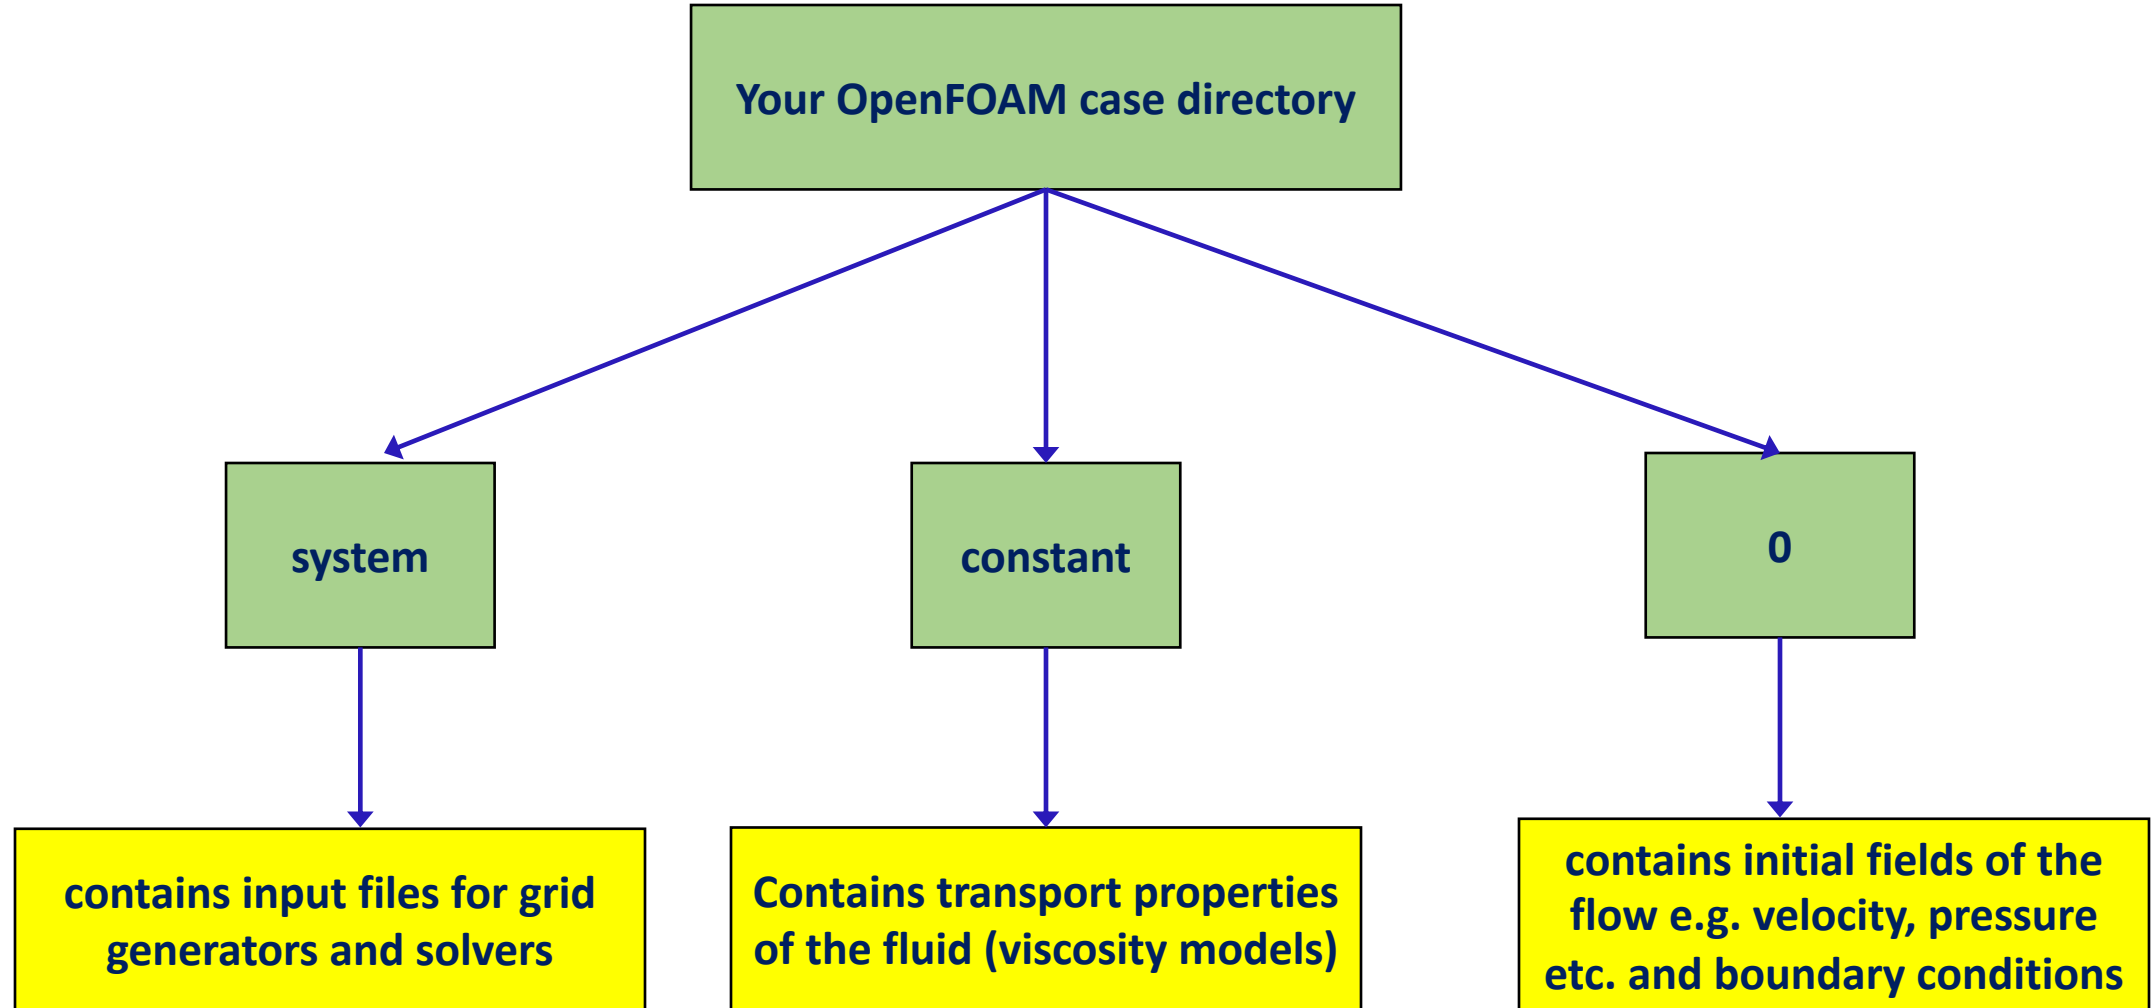 Your OpenFOAM case directory
system
constant
0
contains input files for grid
generators and solvers
Contains transport properties
of the fluid (viscosity models)
contains initial fields of the
flow e.g. velocity, pressure
etc. and boundary conditions